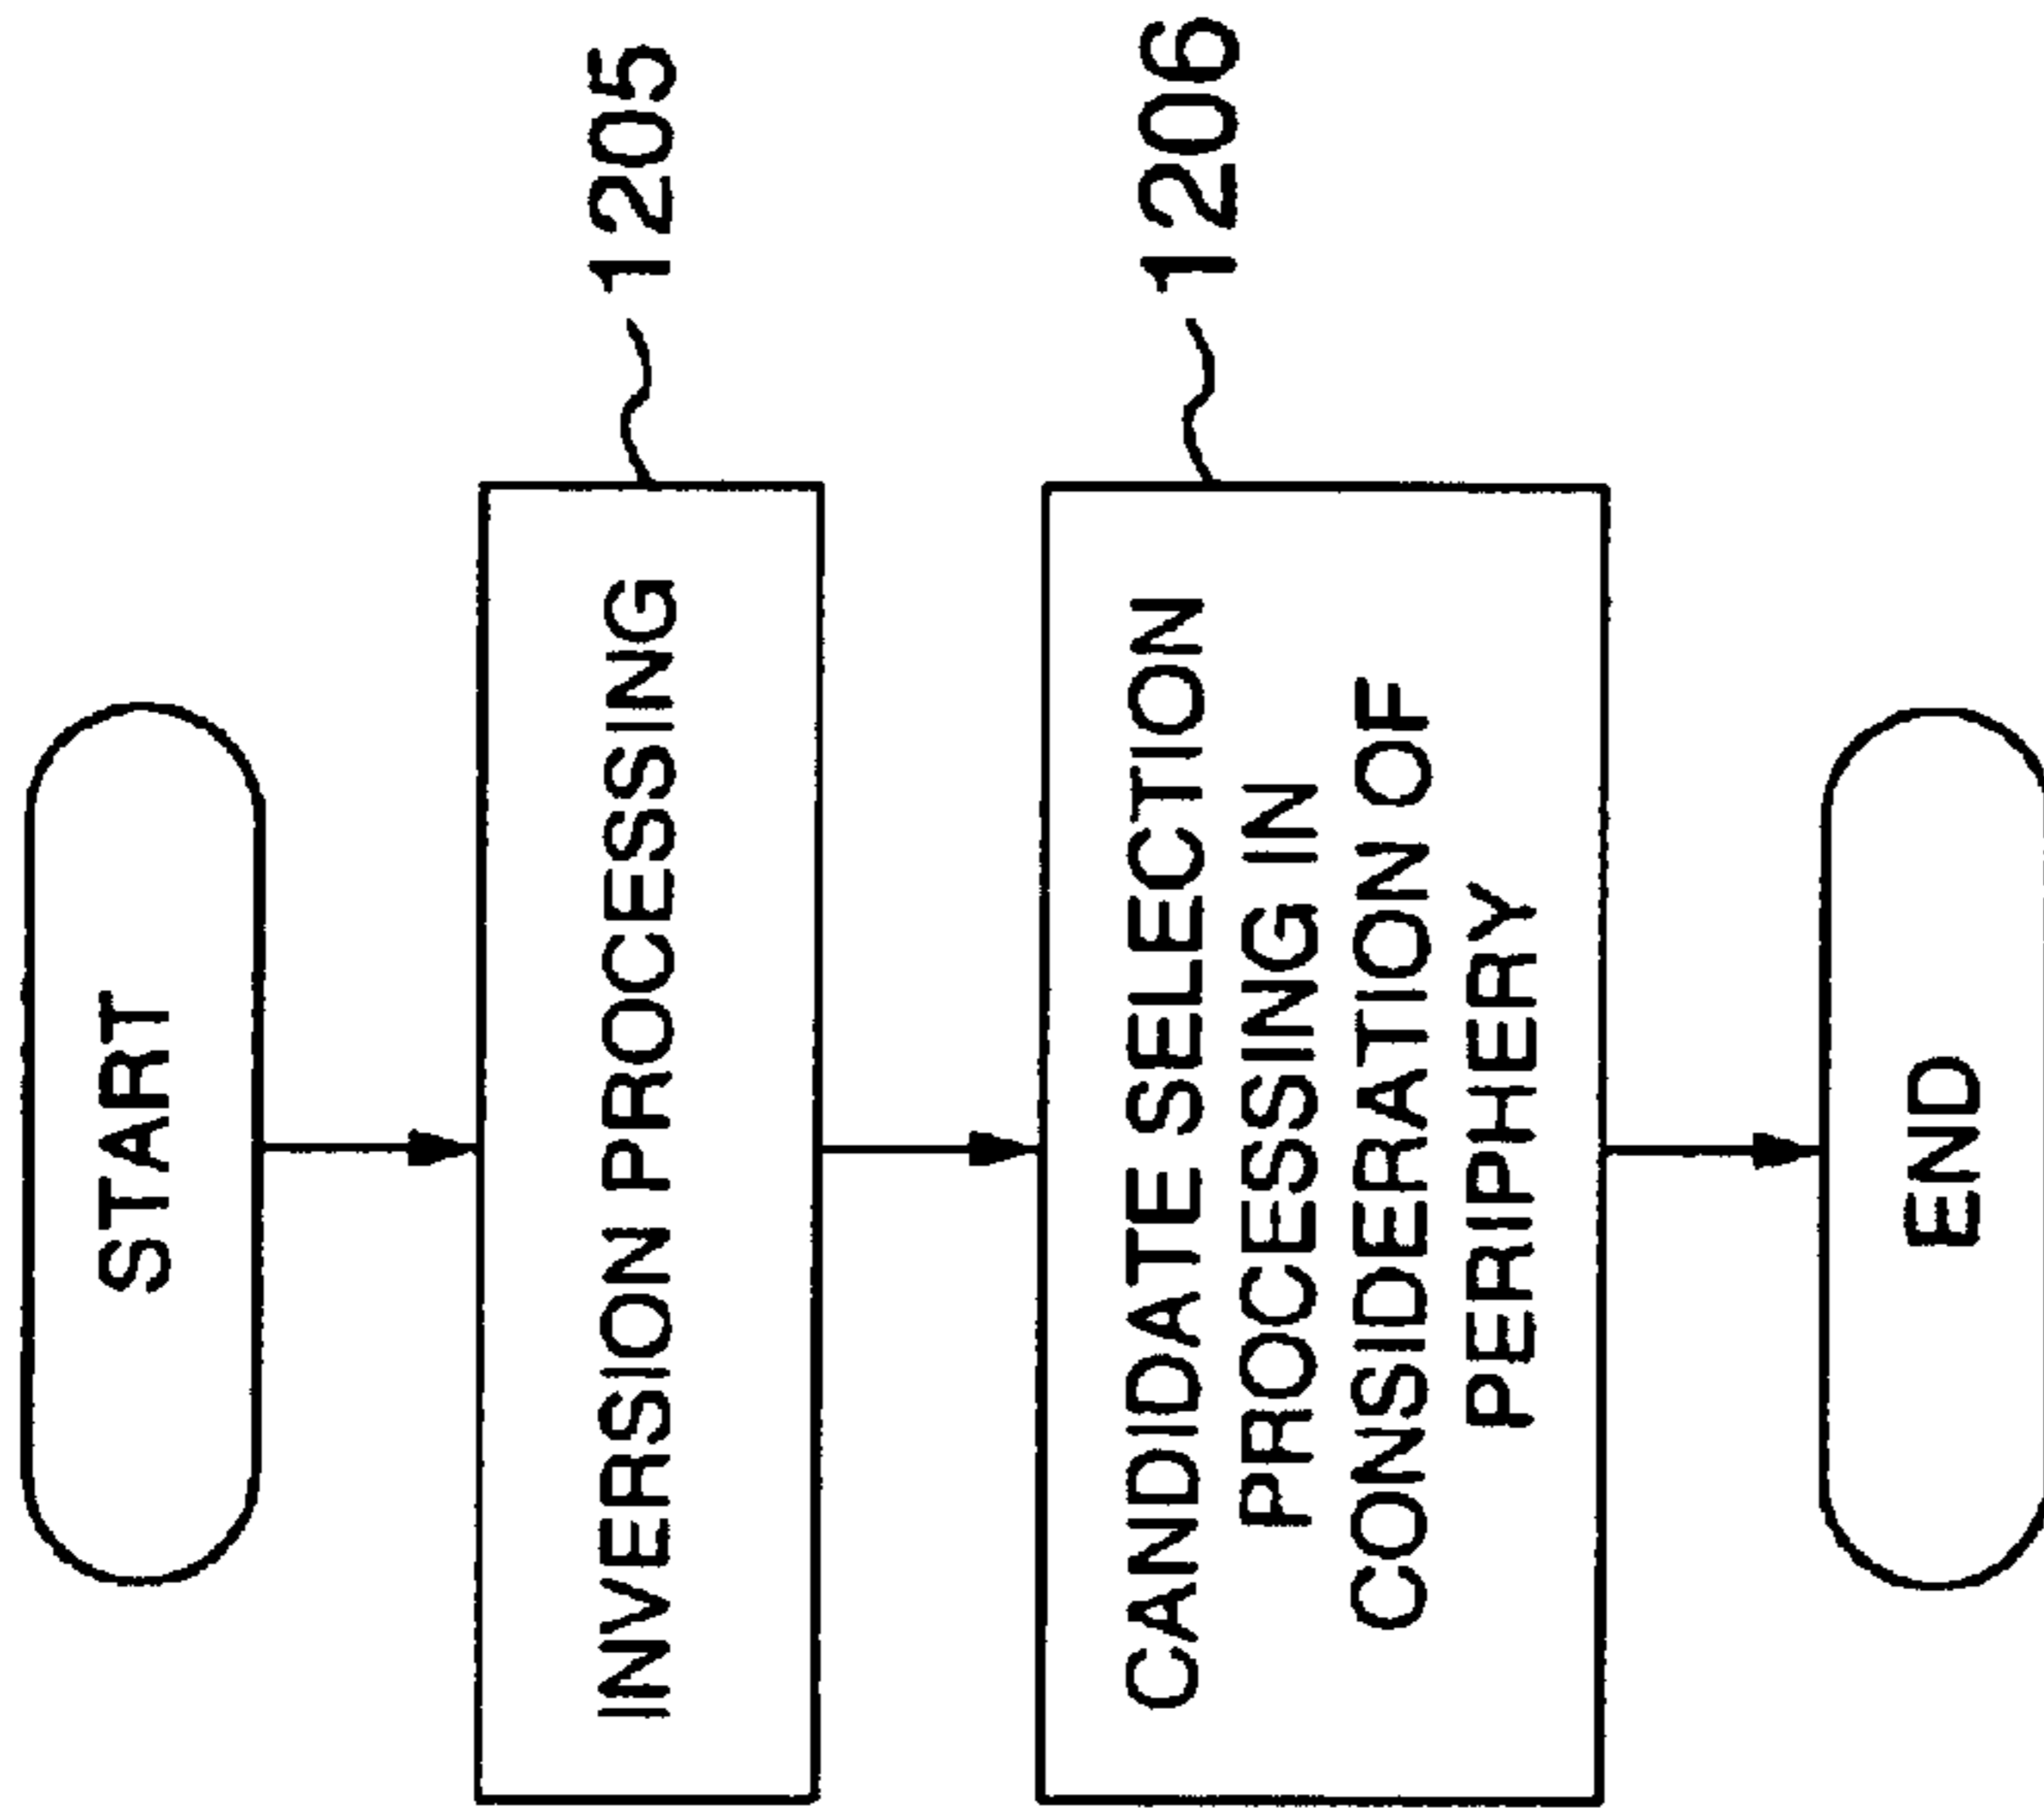 START
INVERSION PROCESSING
1205
CANDIDATE SELECTION
PROCESSING IN
CONSIDERATION OF
PERIPHERY
1206
END